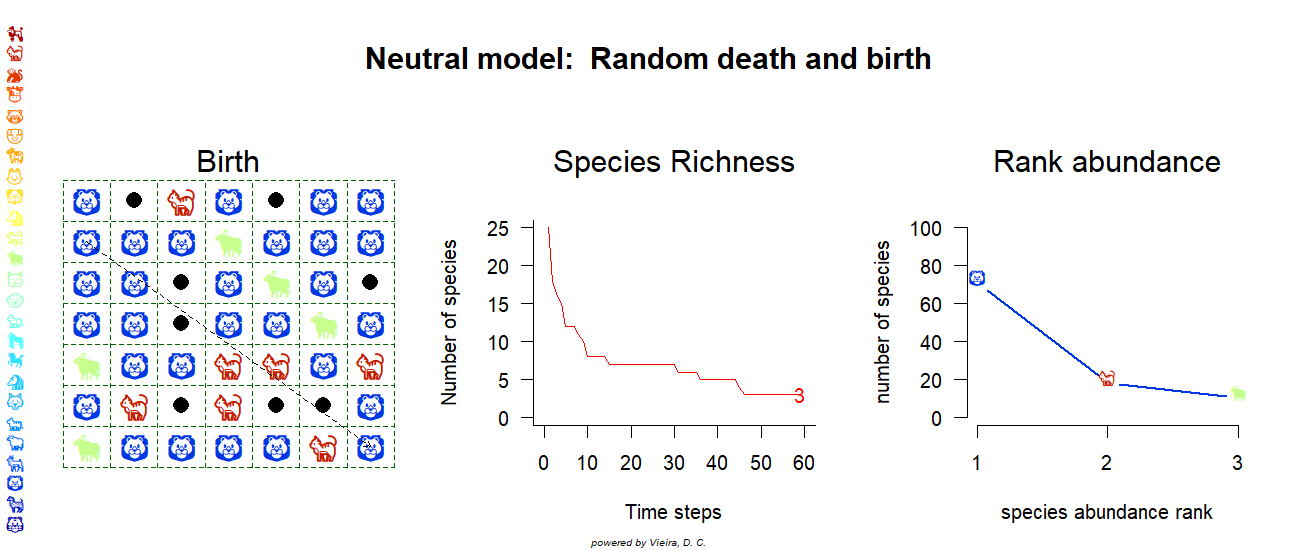 Neutral model:  Random death and birth
Birth
Species Richness
Rank abundance
Number of species
25
20
15
10
5
0
3
0 10 20 30 40 50 60
Time steps
number of species
100
80
60
40
20
0
1 2 3
species abundance rank
powered by Vieira, D. C.